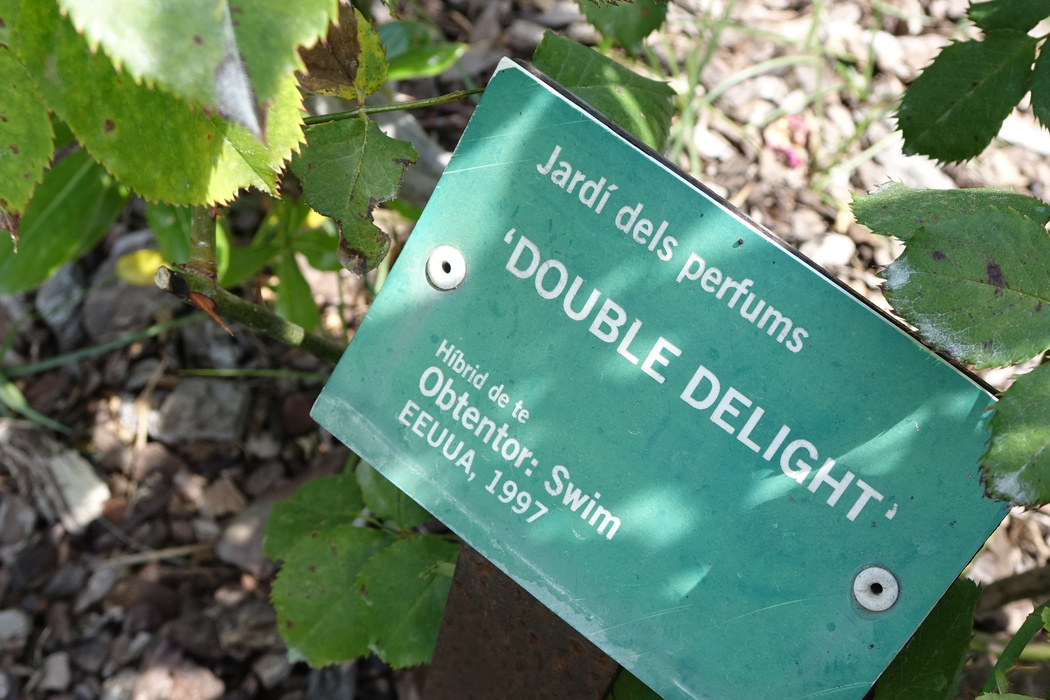 Jardí dels perfums
‘DOUBLE DELIGHT’
Híbrid de te
Obtentor: Swim
EEUUA, 1997